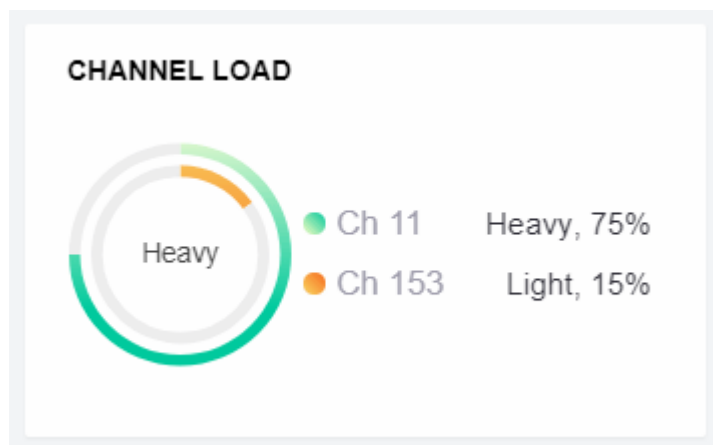 CHANNEL LOAD
Heavy
Ch 11 Heavy, 75%
Ch 153 Light, 15%